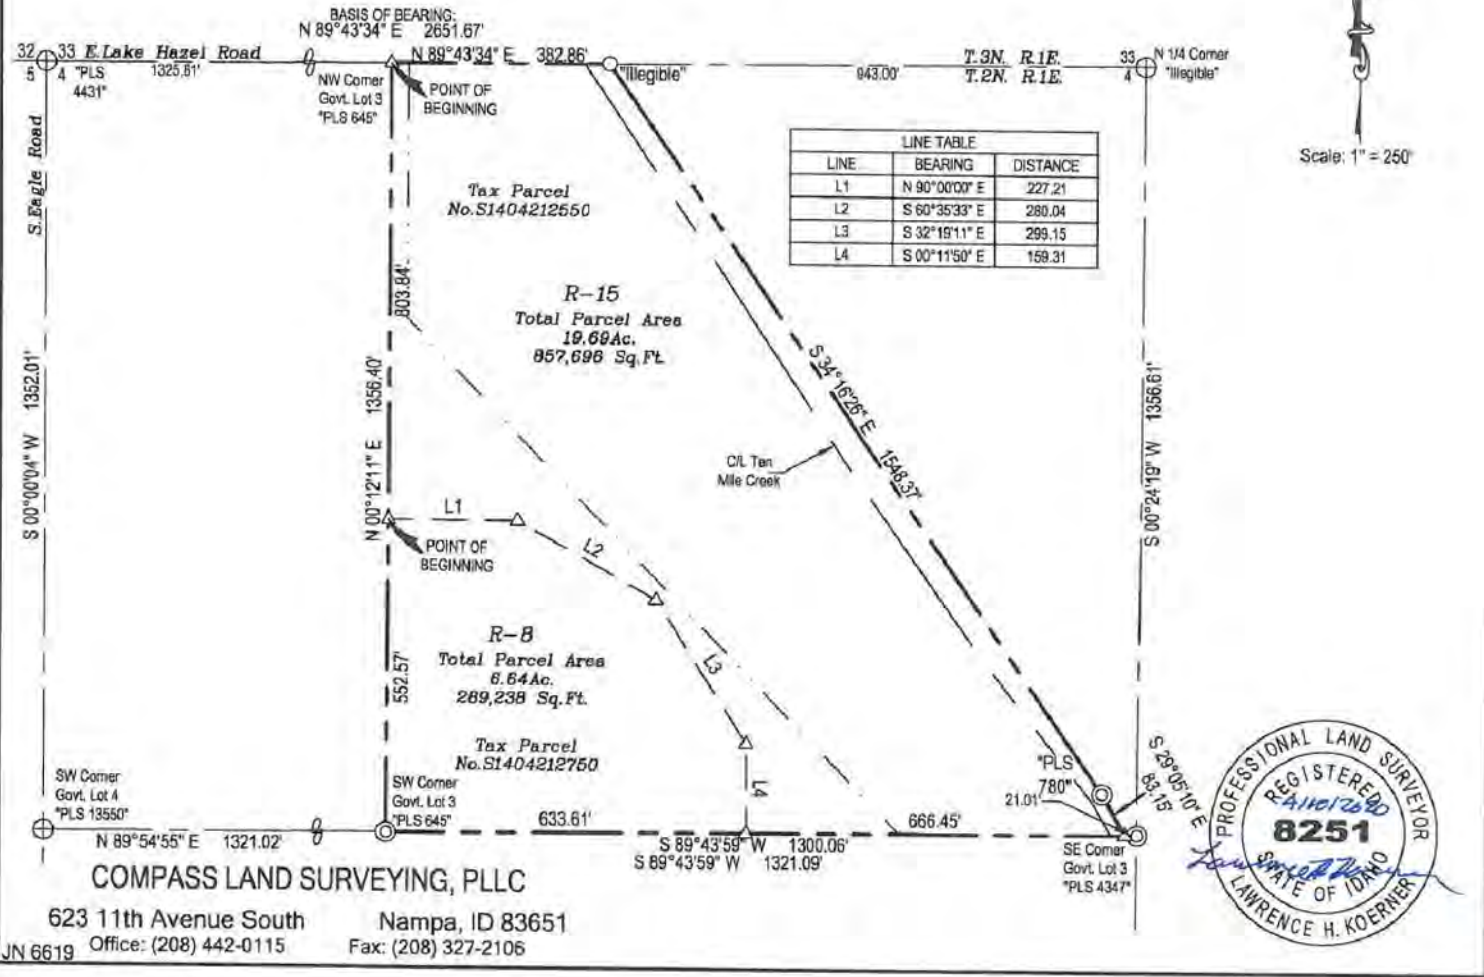 BASIS OF BEARING:
N 89°43'34" E 2651.67'
32 33 E.Lake Hazel Road
5 4 "PLS 4431"
1325.81'
N 89°43'34" E 382.86'
"Illegible"
943.00'
T.3N. R.1E.
T.2N. R.1E.
33 N 1/4 Corner
4 "Illegible"
NW Corner
Govt. Lot 3
"PLS 645"
POINT OF
BEGINNING
Scale: 1" = 250'
S.Eagle Road
LINE TABLE
LINE BEARING DISTANCE
L1 N 90°00'00" E 227.21
L2 S 60°35'33" E 280.04
L3 S 32°19'11" E 299.15
L4 S 00°11'50" E 159.31
Tax Parcel
No.S1404212550
803.84'
R-15
Total Parcel Area
19.69Ac.
857,696 Sq.Ft.
S 00°00'04" W 1352.01'
N 00°12'11" E 1356.40'
S 34°16'26" E 1548.37'
S 00°24'19" W 1356.61'
C/L Ten
Mile Creek
L1
POINT OF
BEGINNING
L2
L3
L4
R-8
Total Parcel Area
6.64Ac.
289,238 Sq.Ft.
552.57'
Tax Parcel
No.S1404212750
SW Corner
Govt. Lot 4
"PLS 13550"
SW Corner
Govt. Lot 3
"PLS 645"
"PLS
780"
21.01'
S 29°05'10" E
83.15'
N 89°54'55" E 1321.02'
633.61'
666.45'
S 89°43'59" W 1300.06'
S 89°43'59" W 1321.09'
SE Corner
Govt. Lot 3
"PLS 4347"
COMPASS LAND SURVEYING, PLLC
623 11th Avenue South Nampa, ID 83651
JN 6619 Office: (208) 442-0115 Fax: (208) 327-2106
PROFESSIONAL LAND SURVEYOR
REGISTERED
8251
STATE OF IDAHO
LAWRENCE H. KOERNER